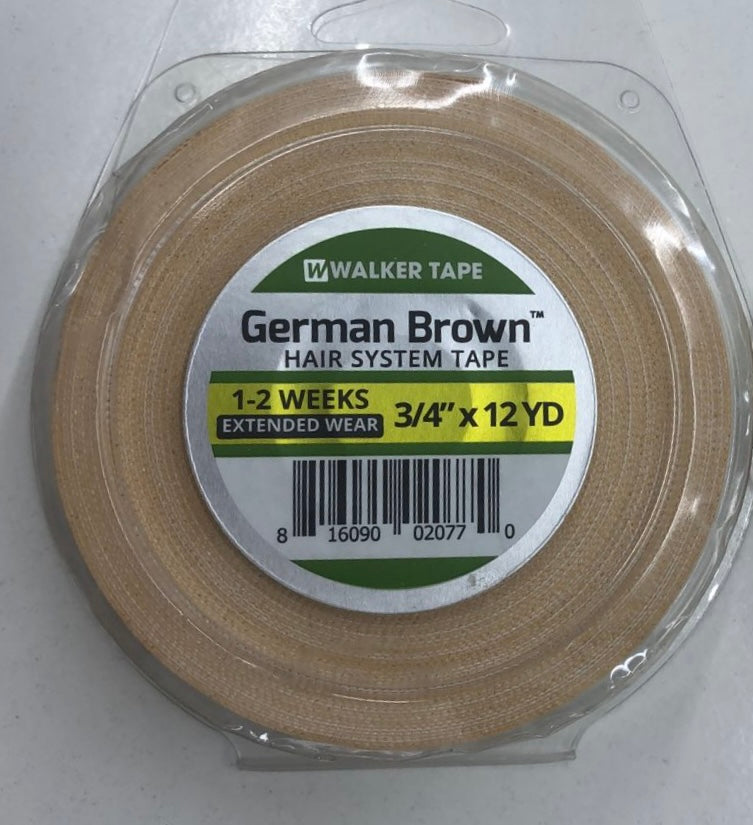 WALKER TAPE
German Brown™
HAIR SYSTEM TAPE
1-2 WEEKS
EXTENDED WEAR
3/4" x 12 YD
8 16090 02077 0